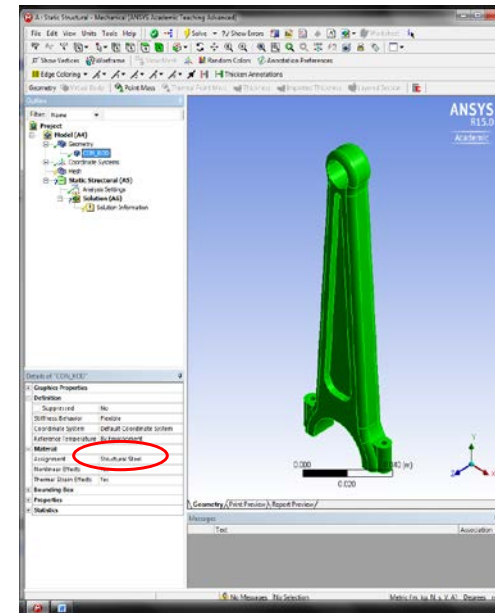 A : Static Structural - Mechanical [ANSYS Academic Teaching Advanced]
File Edit View Units Tools Help Solve ?/ Show Errors Worksheet
Show Vertices Wireframe Random Colors Annotation Preferences
Edge Coloring Thicken Annotations
Geometry Virtual Body Point Mass Thermal Point Mass Thickness Imported Thickness Layered Section
Outline
Filter: Name
Project
Model (A4)
Geometry
CON_ROD
Coordinate Systems
Mesh
Static Structural (A5)
Analysis Settings
Solution (A6)
Solution Information
ANSYS
R15.0
Academic
Details of "CON_ROD"
Graphics Properties
Definition
Suppressed No
Stiffness Behavior Flexible
Coordinate System Default Coordinate System
Reference Temperature By Environment
Material
Assignment Structural Steel
Nonlinear Effects
Thermal Strain Effects Yes
Bounding Box
Properties
Statistics
0.000
(m)
0.020
Y
X
Geometry Print Preview Report Preview
Messages
Text Association
No Messages No Selection Metric (m, kg, N, s, V, A) Degrees